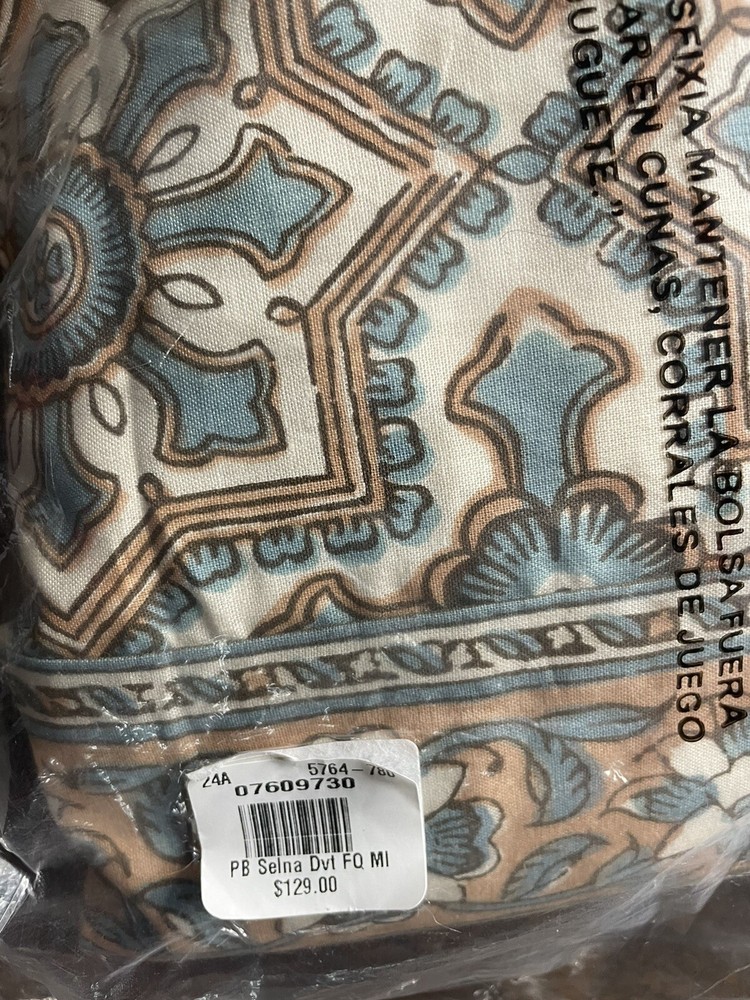 SFIXIA MANTENER LA BOLSA FUERA
AR EN CUNAS, CORRALES DE JUEGO
UGUETE."
24A 5764-780
07609730
PB Selna Dvt FQ MI
$129.00